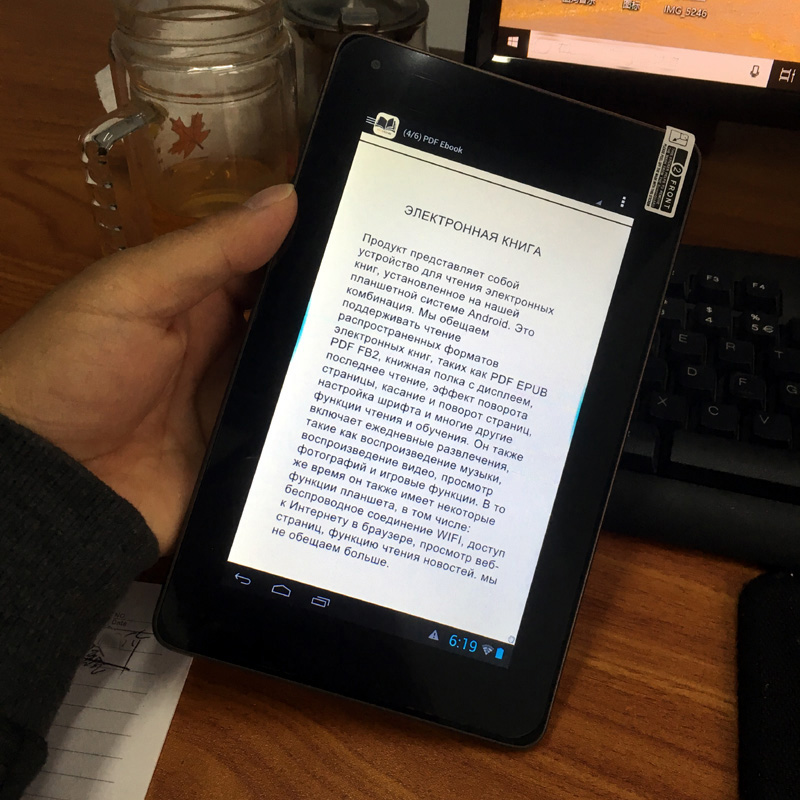 IMG_5246
(4/6) PDF Ebook
2 FRONT
ЭЛЕКТРОННАЯ КНИГА
Продукт представляет собой
устройство для чтения электронных
книг, установленное на нашей
планшетной системе Android. Это
комбинация. Мы обещаем
поддерживать чтение
распространенных форматов
электронных книг, таких как PDF EPUB
PDF FB2, книжная полка с дисплеем,
последнее чтение, эффект поворота
страницы, касание и поворот страниц,
настройка шрифта и многие другие
функции чтения и обучения. Он также
включает ежедневные развлечения,
такие как воспроизведение музыки,
воспроизведение видео, просмотр
фотографий и игровые функции. В то
же время он также имеет некоторые
функции планшета, в том числе:
беспроводное соединение WIFI, доступ
к Интернету в браузере, просмотр веб-
страниц, функцию чтения новостей. мы
не обещаем больше.
6:19
F3 F4
$ 4 % 5 €
E R T
D F G
X C V